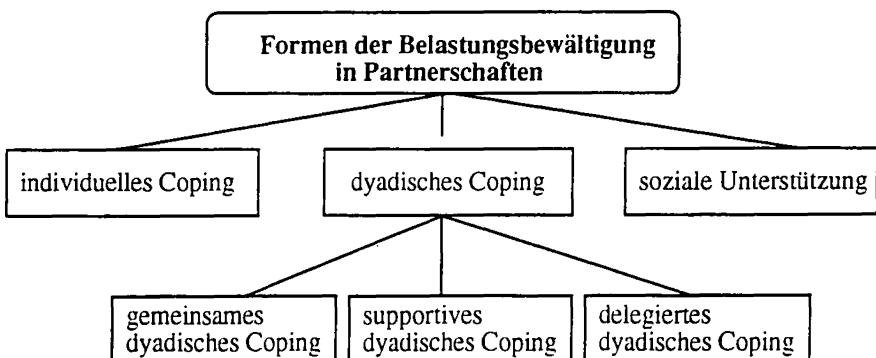 Formen der Belastungsbewältigung
in Partnerschaften
individuelles Coping
dyadisches Coping
soziale Unterstützung
gemeinsames
dyadisches Coping
supportives
dyadisches Coping
delegiertes
dyadisches Coping